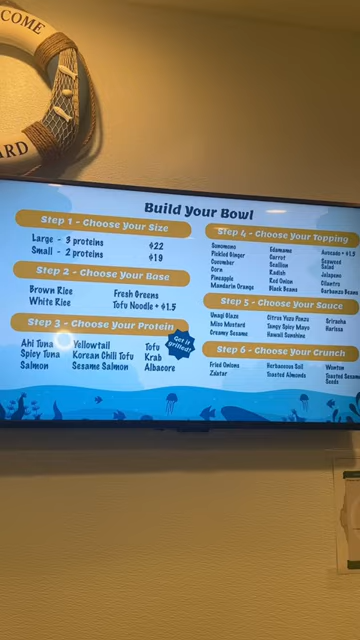 COME
ARD
Build Your Bowl
Step 1 - Choose Your Size
Large - 3 proteins $22
Small - 2 proteins $19
Step 2 - Choose Your Base
Brown Rice Fresh Greens
White Rice Tofu Noodle + $1.5
Step 3 - Choose Your Protein
Get it grilled!
Ahi Tuna Yellowtail Tofu
Spicy Tuna Korean Chili Tofu Krab
Salmon Sesame Salmon Albacore
Step 4 - Choose Your Topping
Sunomono Edamame Avocado + $1.5
Pickled Ginger Carrot Seaweed Salad
Cucumber Scallion Jalapeno
Corn Radish Cilantro
Pineapple Red Onion Garbanzo Beans
Mandarin Orange Black Beans
Step 5 - Choose Your Sauce
Unagi Glaze Citrus Yuzu Ponzu Sriracha
Miso Mustard Tangy Spicy Mayo Harissa
Creamy Sesame Hawaii Sunshine
Step 6 - Choose Your Crunch
Fried Onions Herbaceous Soil Wonton
Za'atar Toasted Almonds Toasted Sesame Seeds